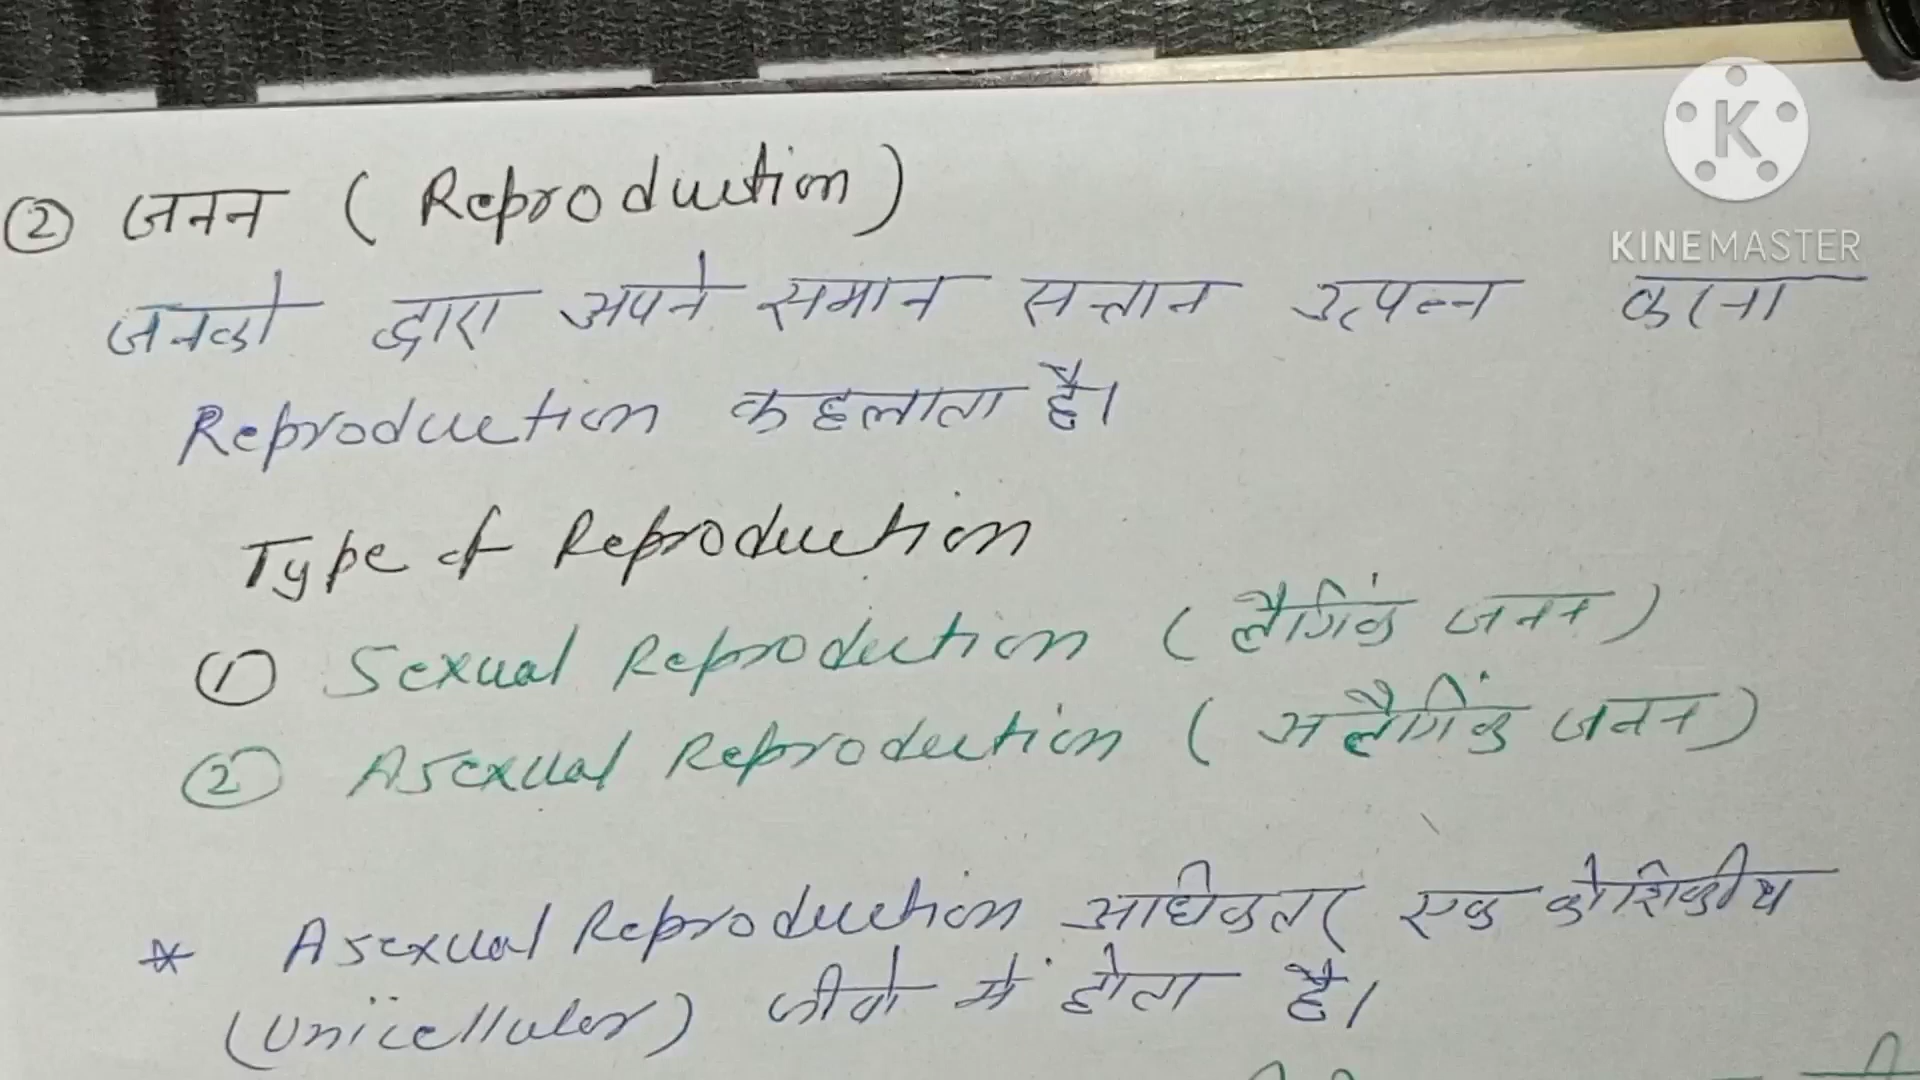 ② जनन ( Reproduction )
K
KINEMASTER
जनको द्वारा अपने समान सन्तान उत्पन्न करना
Reproduction कहलाता है।
Type of Reproduction
① Sexual Reproduction ( लैगिकं जनन )
② Asexual Reproduction ( अलैगिकं जनन )
* Asexual Reproduction अधिकतर एक कोशिकीय
(Unicellular) जीवो में होता है।